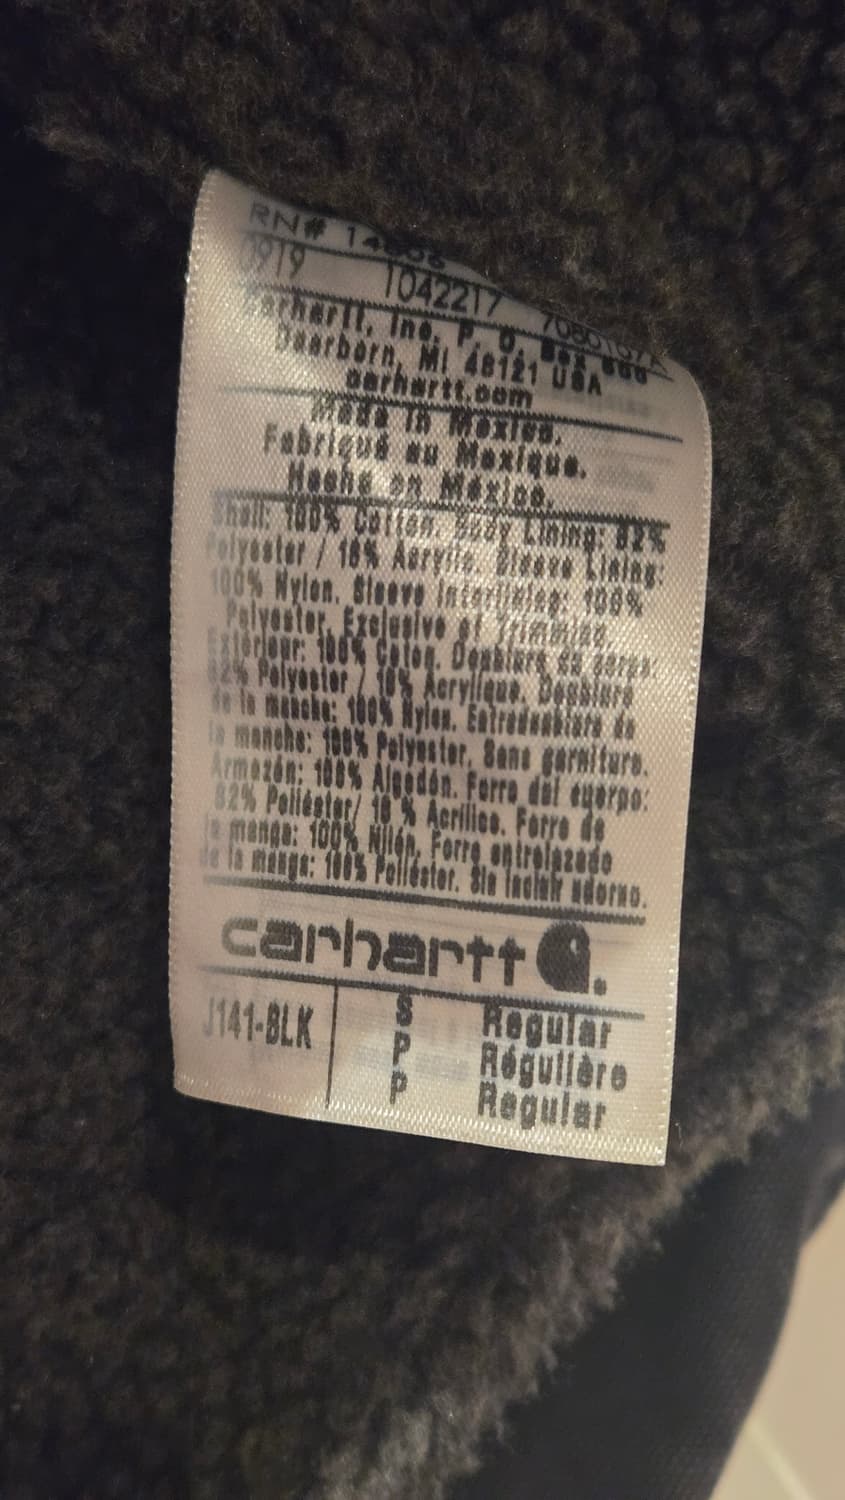 RN# 14806
0919 1042217
Carhartt, Inc. P. O. Box 600
Dearborn, MI 48121 USA
carhartt.com
Made in Mexico.
Fabriqué au Mexique.
Hecho en México.
Shell: 100% Cotton. Body Lining: 82%
Polyester / 18% Acrylic. Sleeve Lining:
100% Nylon. Sleeve Interlining: 100%
Polyester. Exclusive of Trimming.
Extérieur: 100% Coton. Doublure du corps:
82% Polyester / 18% Acrylique. Doublure
de la manche: 100% Nylon. Entredoublure de
la manche: 100% Polyester. Sans garniture.
Armazón: 100% Algodón. Forro del cuerpo:
82% Poliéster/ 18 % Acrílico. Forro de
la manga: 100% Nilón. Forro entrelazado
de la manga: 100% Poliéster. Sin incluir adorno.
carhartt
J141-BLK S Regular
P Régulière
P Regular